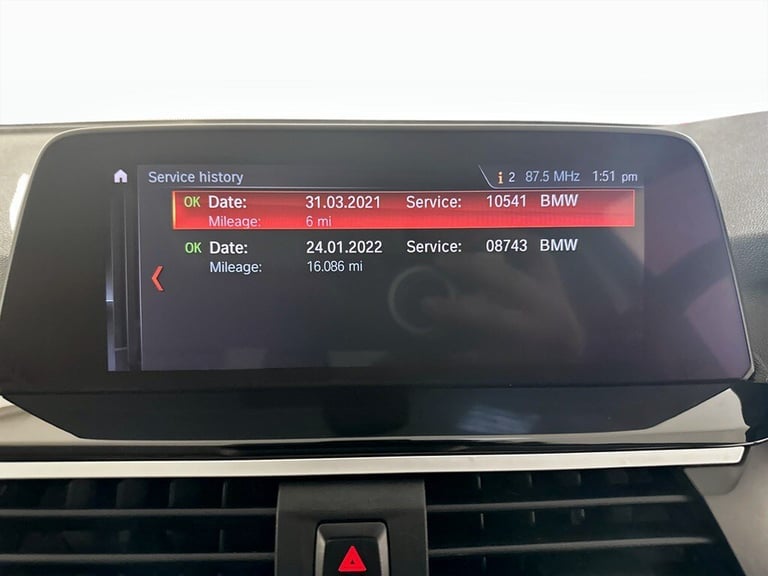 Service history i 2 87.5 MHz 1:51 pm
OK Date: 31.03.2021 Service: 10541 BMW
Mileage: 6 mi
OK Date: 24.01.2022 Service: 08743 BMW
Mileage: 16.086 mi